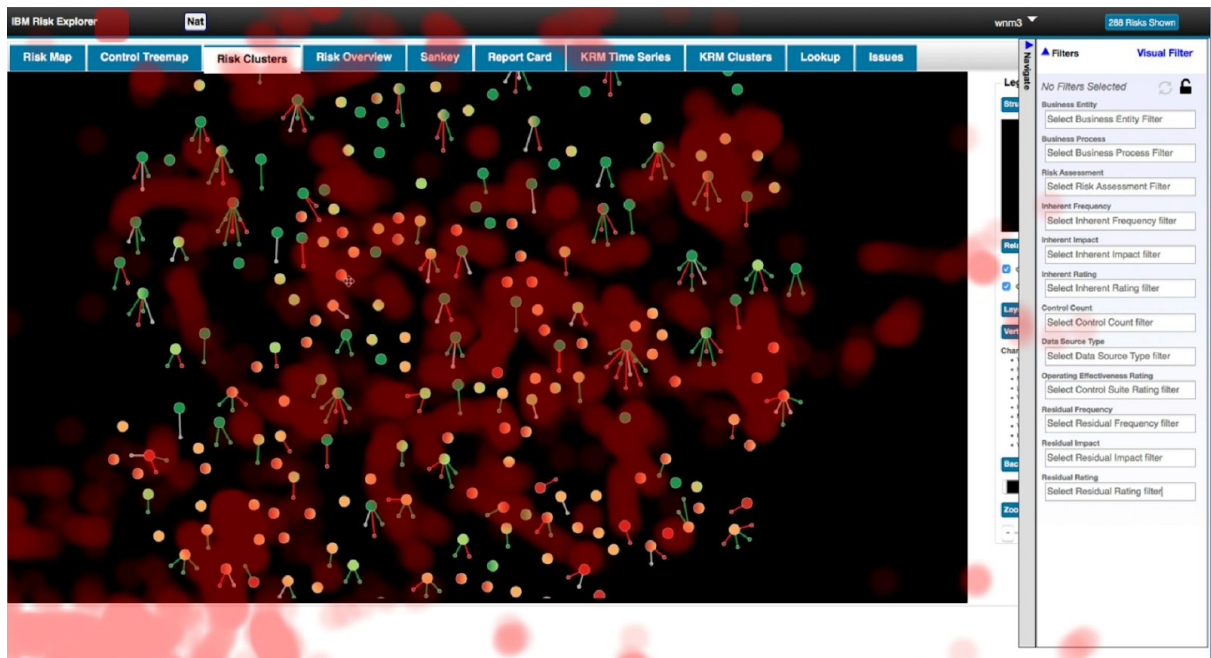 IBM Risk Explorer
Nat
wnm3
288 Risks Shown
Risk Map
Control Treemap
Risk Clusters
Risk Overview
Sankey
Report Card
KRM Time Series
KRM Clusters
Lookup
Issues
Navigate
Filters
Visual Filter
No Filters Selected
Business Entity
Select Business Entity Filter
Business Process
Select Business Process Filter
Risk Assessment
Select Risk Assessment Filter
Inherent Frequency
Select Inherent Frequency filter
Inherent Impact
Select Inherent Impact filter
Inherent Rating
Select Inherent Rating filter
Control Count
Select Control Count filter
Data Source Type
Select Data Source Type filter
Operating Effectiveness Rating
Select Control Suite Rating filter
Residual Frequency
Select Residual Frequency filter
Residual Impact
Select Residual Impact filter
Residual Rating
Select Residual Rating filter